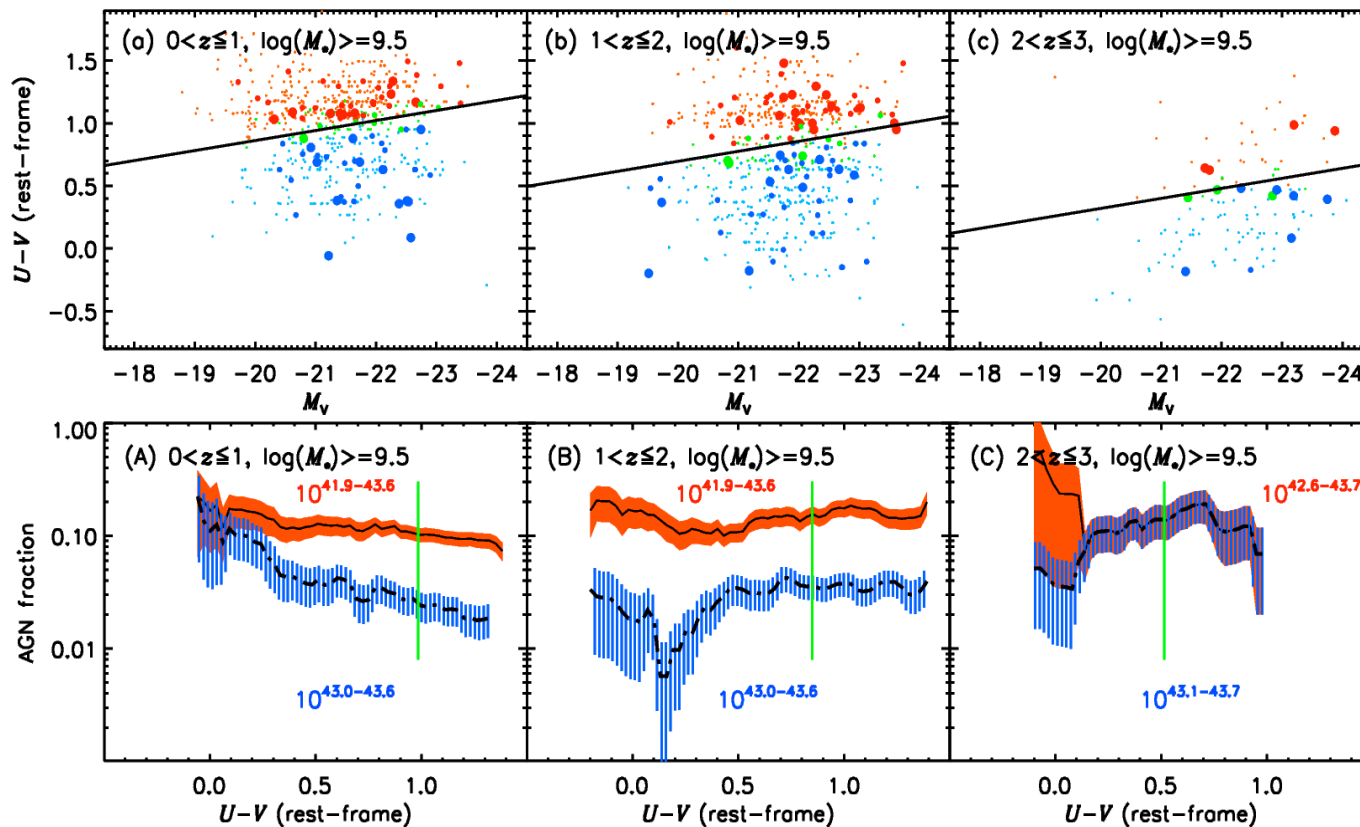 (a) 0<z≦1, log(M*)>=9.5
(b) 1<z≦2, log(M*)>=9.5
(c) 2<z≦3, log(M*)>=9.5
U-V (rest-frame)
1.5
1.0
0.5
0.0
-0.5
-18 -19 -20 -21 -22 -23 -24
-18 -19 -20 -21 -22 -23 -24
-18 -19 -20 -21 -22 -23 -24
Mv
Mv
Mv
(A) 0<z≦1, log(M*)>=9.5
(B) 1<z≦2, log(M*)>=9.5
(C) 2<z≦3, log(M*)>=9.5
10^41.9-43.6
10^41.9-43.6
10^42.6-43.7
AGN fraction
1.00
0.10
0.01
10^43.0-43.6
10^43.0-43.6
10^43.1-43.7
0.0 0.5 1.0
0.0 0.5 1.0
0.0 0.5 1.0
U-V (rest-frame)
U-V (rest-frame)
U-V (rest-frame)